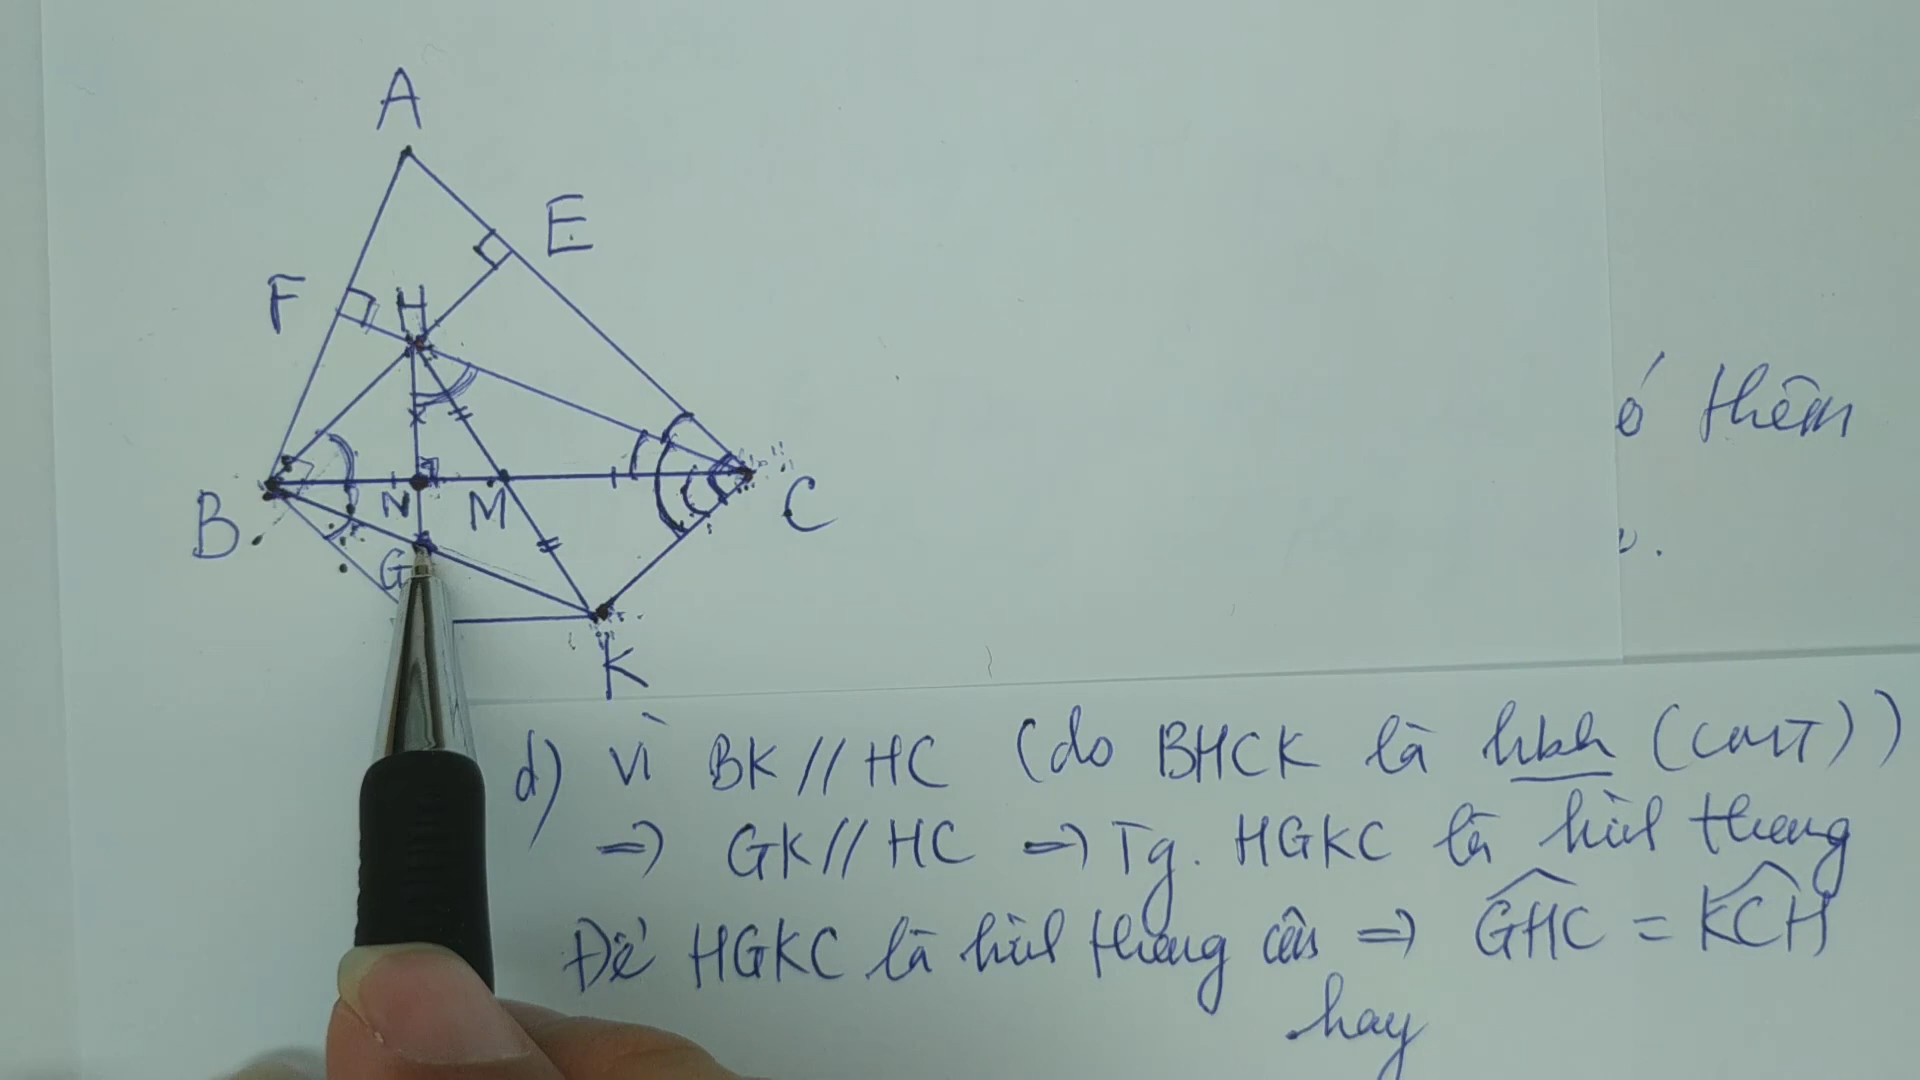 A
E
F
H
B
N
M
C
G
K
ó thêm
d) Vì BK // HC (do BHCK là hbh (CMT))
=> GK // HC => Tg. HGKC là hình thang
Để HGKC là hình thang cân => GHC = KCH
hay